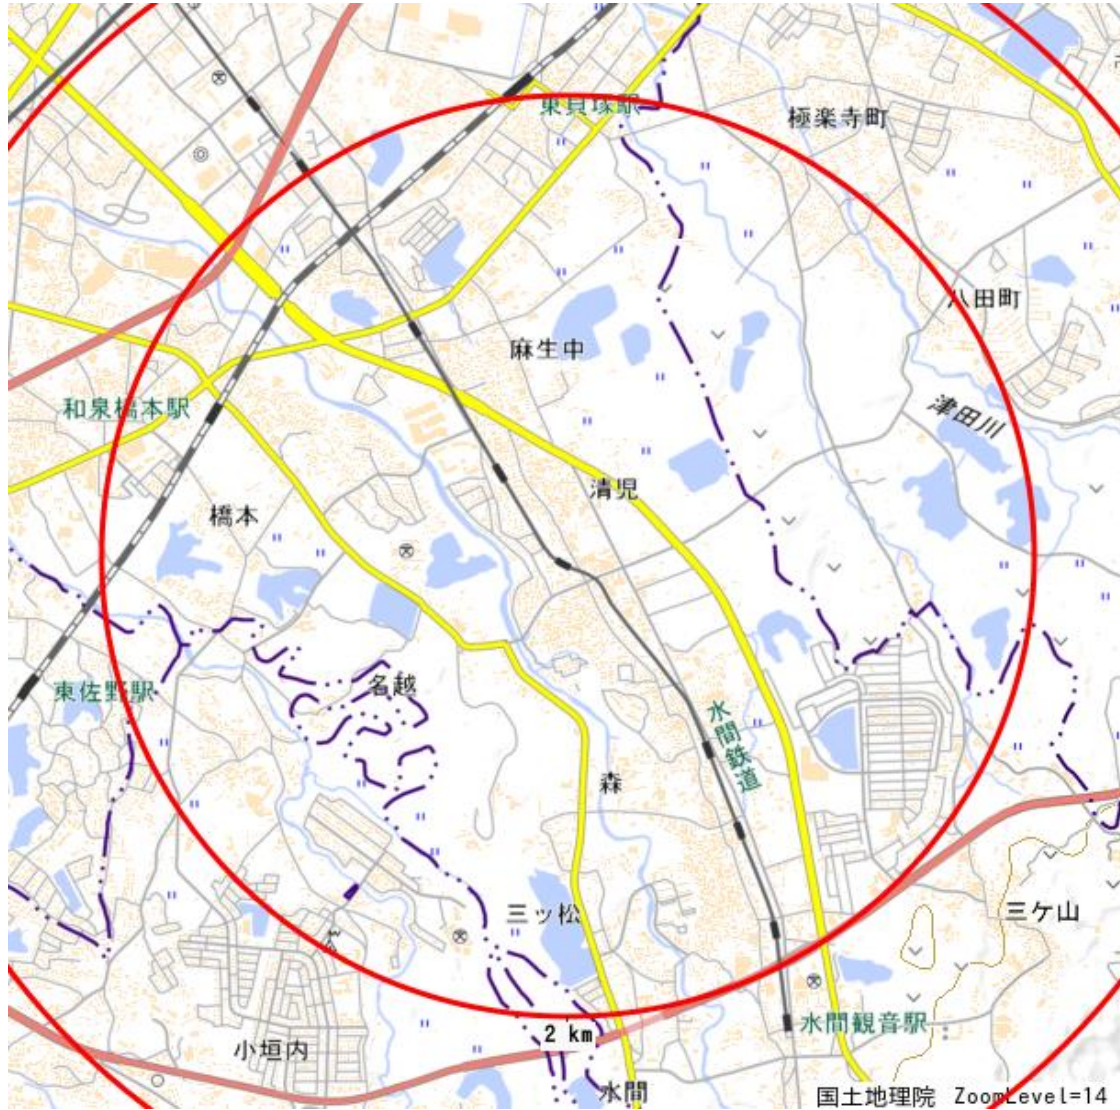 東貝塚駅
極楽寺町
八田町
麻生中
和泉橋本駅
津田川
清児
橋本
名越
東佐野駅
水間鉄道
森
三ッ松
三ケ山
水間観音駅
2 km
小垣内
水間
国土地理院 ZoomLevel=14